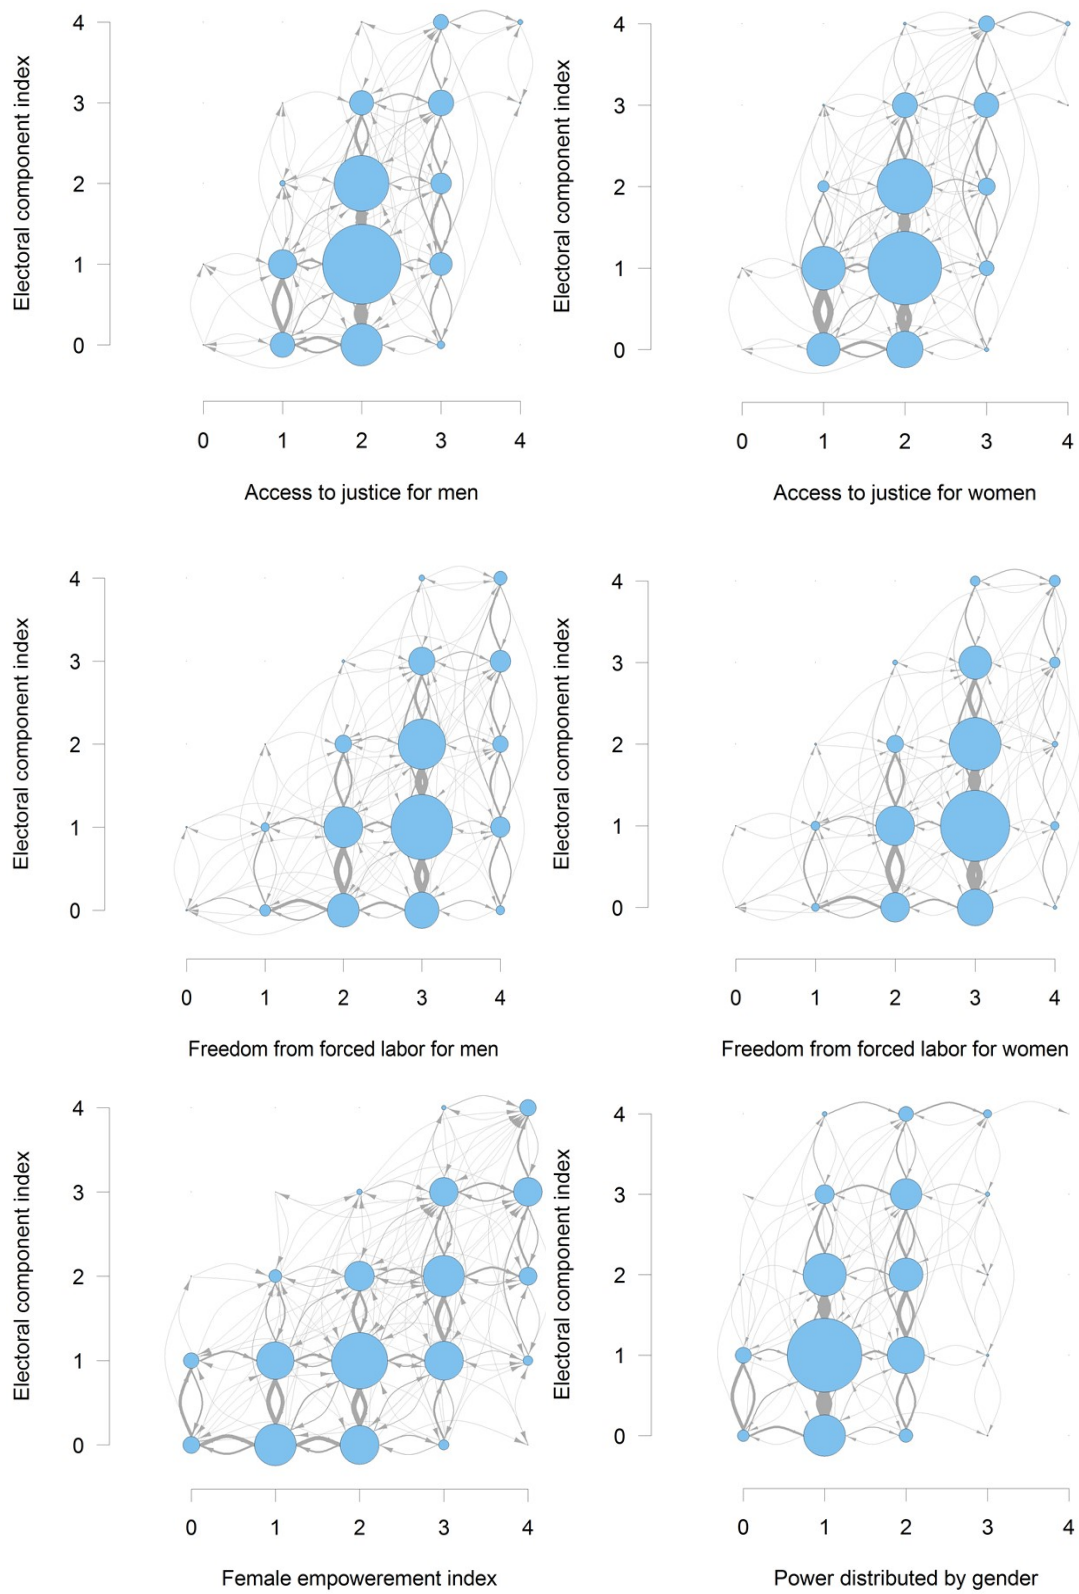 Electoral component index
4
3
2
1
0
0 1 2 3 4
Access to justice for men
Electoral component index
4
3
2
1
0
0 1 2 3 4
Access to justice for women
Electoral component index
4
3
2
1
0
0 1 2 3 4
Freedom from forced labor for men
Electoral component index
4
3
2
1
0
0 1 2 3 4
Freedom from forced labor for women
Electoral component index
4
3
2
1
0
0 1 2 3 4
Female empowerement index
Electoral component index
4
3
2
1
0
0 1 2 3 4
Power distributed by gender